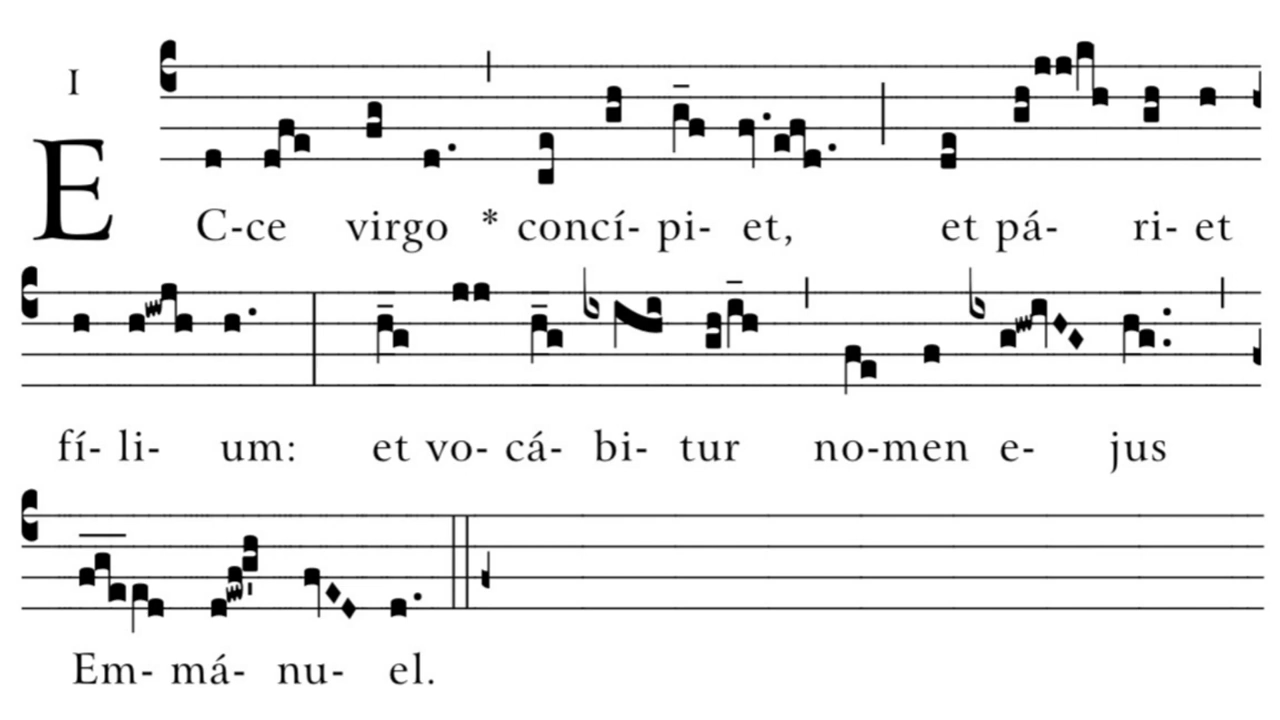 I
EC-ce virgo * concí- pi- et, et pá- ri- et
fí- li- um: et vo- cá- bi- tur no-men e- jus
Em- má- nu- el.